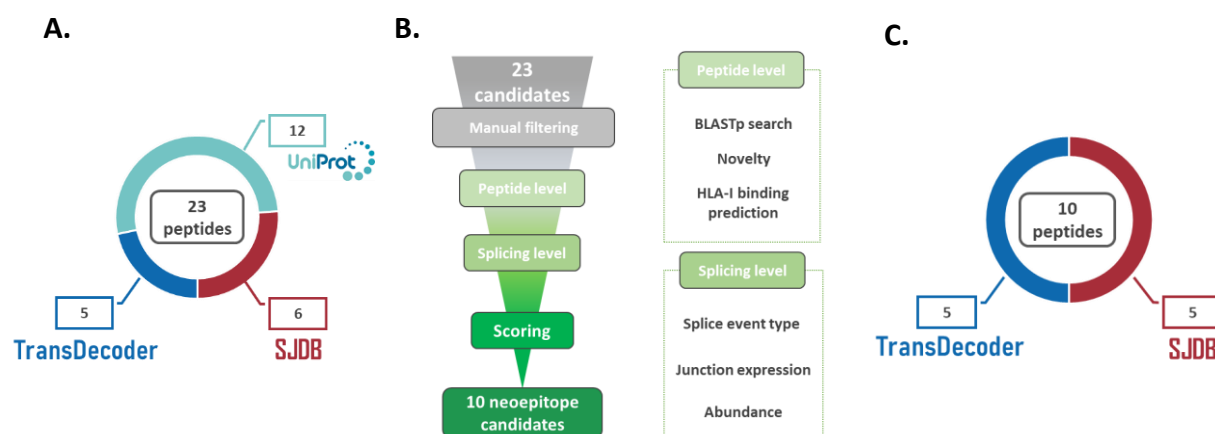 A.
12
UniProt
23
peptides
5
TransDecoder
6
SJDB
B.
23
candidates
Manual filtering
Peptide level
Splicing level
Scoring
10 neoepitope
candidates
Peptide level
BLASTp search
Novelty
HLA-I binding
prediction
Splicing level
Splice event type
Junction expression
Abundance
C.
10
peptides
5
TransDecoder
5
SJDB